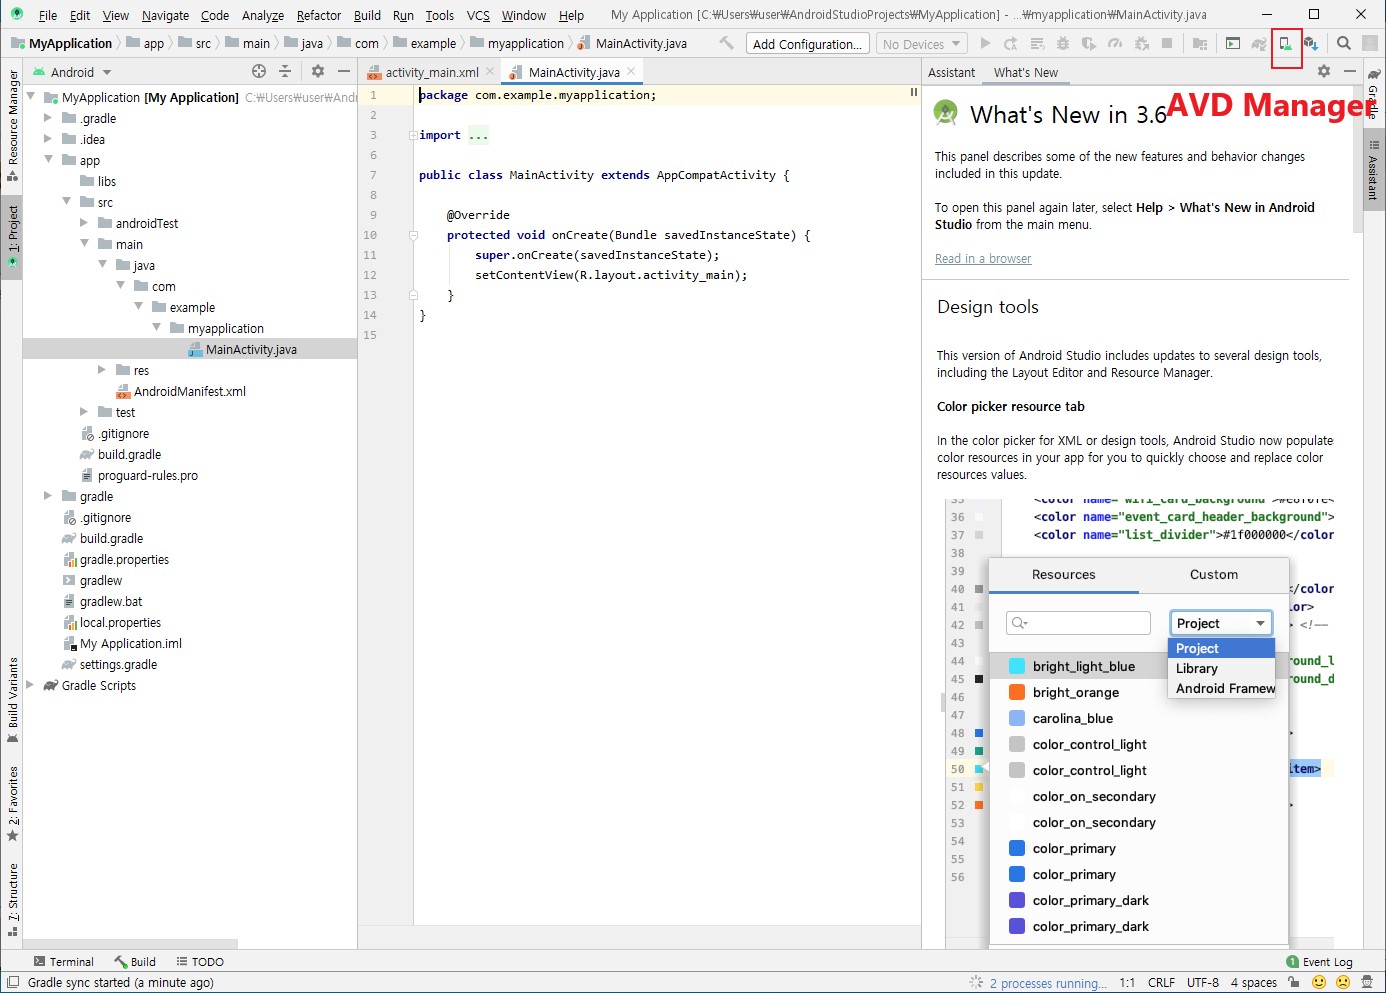 File Edit View Navigate Code Analyze Refactor Build Run Tools VCS Window Help My Application [C:₩Users₩user₩AndroidStudioProjects₩MyApplication] - ...₩myapplication₩MainActivity.java
MyApplication app src main java com example myapplication MainActivity.java Add Configuration... No Devices
Resource Manager
1: Project
Build Variants
2: Favorites
7: Structure
Android
MyApplication [My Application] C:₩Users₩user₩Andr
.gradle
.idea
app
libs
src
androidTest
main
java
com
example
myapplication
MainActivity.java
res
AndroidManifest.xml
test
.gitignore
build.gradle
proguard-rules.pro
gradle
.gitignore
build.gradle
gradle.properties
gradlew
gradlew.bat
local.properties
My Application.iml
settings.gradle
Gradle Scripts
activity_main.xml MainActivity.java
1 package com.example.myapplication;
2
3 import ...
6
7 public class MainActivity extends AppCompatActivity {
8
9 @Override
10 protected void onCreate(Bundle savedInstanceState) {
11 super.onCreate(savedInstanceState);
12 setContentView(R.layout.activity_main);
13 }
14 }
15
Assistant What's New
AVD Manager
What's New in 3.6
This panel describes some of the new features and behavior changes
included in this update.
To open this panel again later, select Help > What's New in Android
Studio from the main menu.
Read in a browser
Design tools
This version of Android Studio includes updates to several design tools,
including the Layout Editor and Resource Manager.
Color picker resource tab
In the color picker for XML or design tools, Android Studio now populate
color resources in your app for you to quickly choose and replace color
resources values.
35 <color name="wifi_card_background">#e8f0fe<
36 <color name="event_card_header_background">
37 <color name="list_divider">#1f000000</color
38
39
40 </color
41 lor>
42 > <!--
43
44 round_l
45 round_d
46
47
48 >
49
50 item>
51
52 >
53
54
55
56
Resources Custom
Project
Project
Library
Android Framew
bright_light_blue
bright_orange
carolina_blue
color_control_light
color_control_light
color_on_secondary
color_on_secondary
color_primary
color_primary
color_primary_dark
color_primary_dark
Gradle
Assistant
Terminal Build TODO 1 Event Log
Gradle sync started (a minute ago) 2 processes running... 1:1 CRLF UTF-8 4 spaces